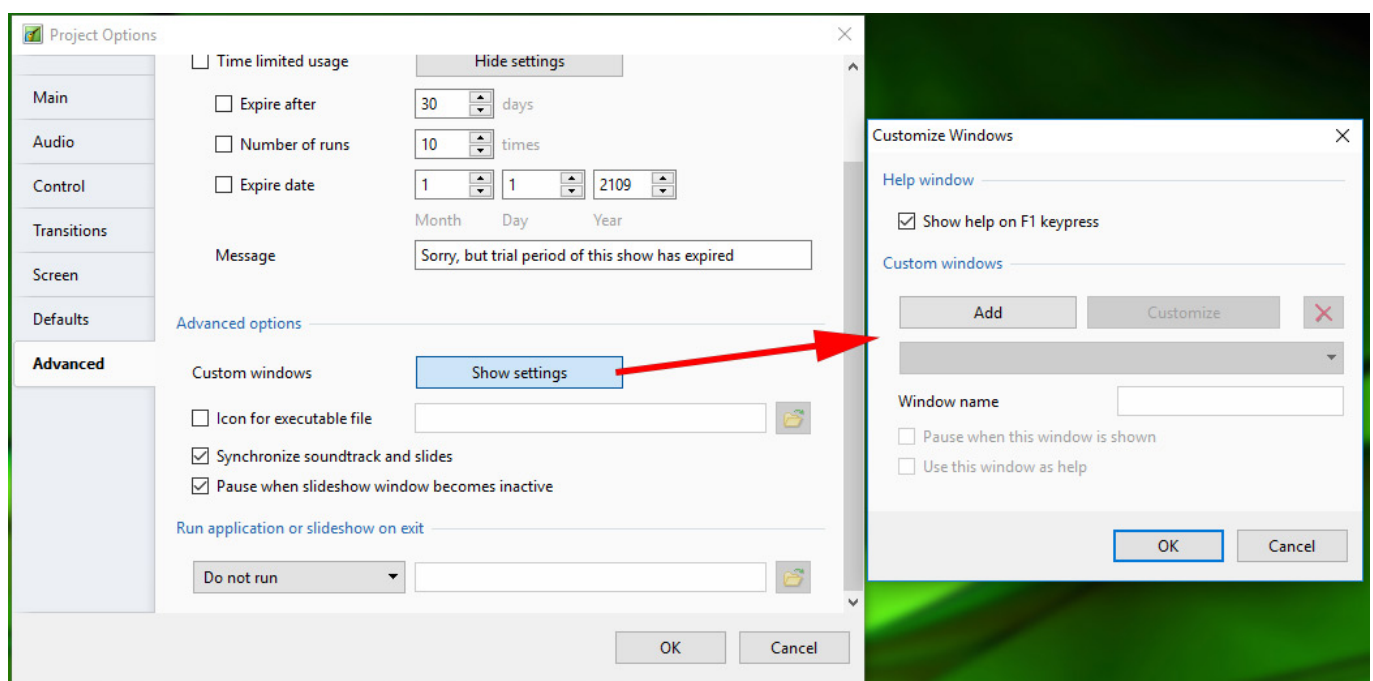 Project Options
Time limited usage Hide settings
Main
Expire after 30 days
Audio
Number of runs 10 times
Control
Expire date 1 1 2109
Month Day Year
Transitions
Message Sorry, but trial period of this show has expired
Screen
Defaults
Advanced options
Advanced
Custom windows Show settings
Icon for executable file
Synchronize soundtrack and slides
Pause when slideshow window becomes inactive
Run application or slideshow on exit
Do not run
OK Cancel
Customize Windows
Help window
Show help on F1 keypress
Custom windows
Add Customize
Window name
Pause when this window is shown
Use this window as help
OK Cancel